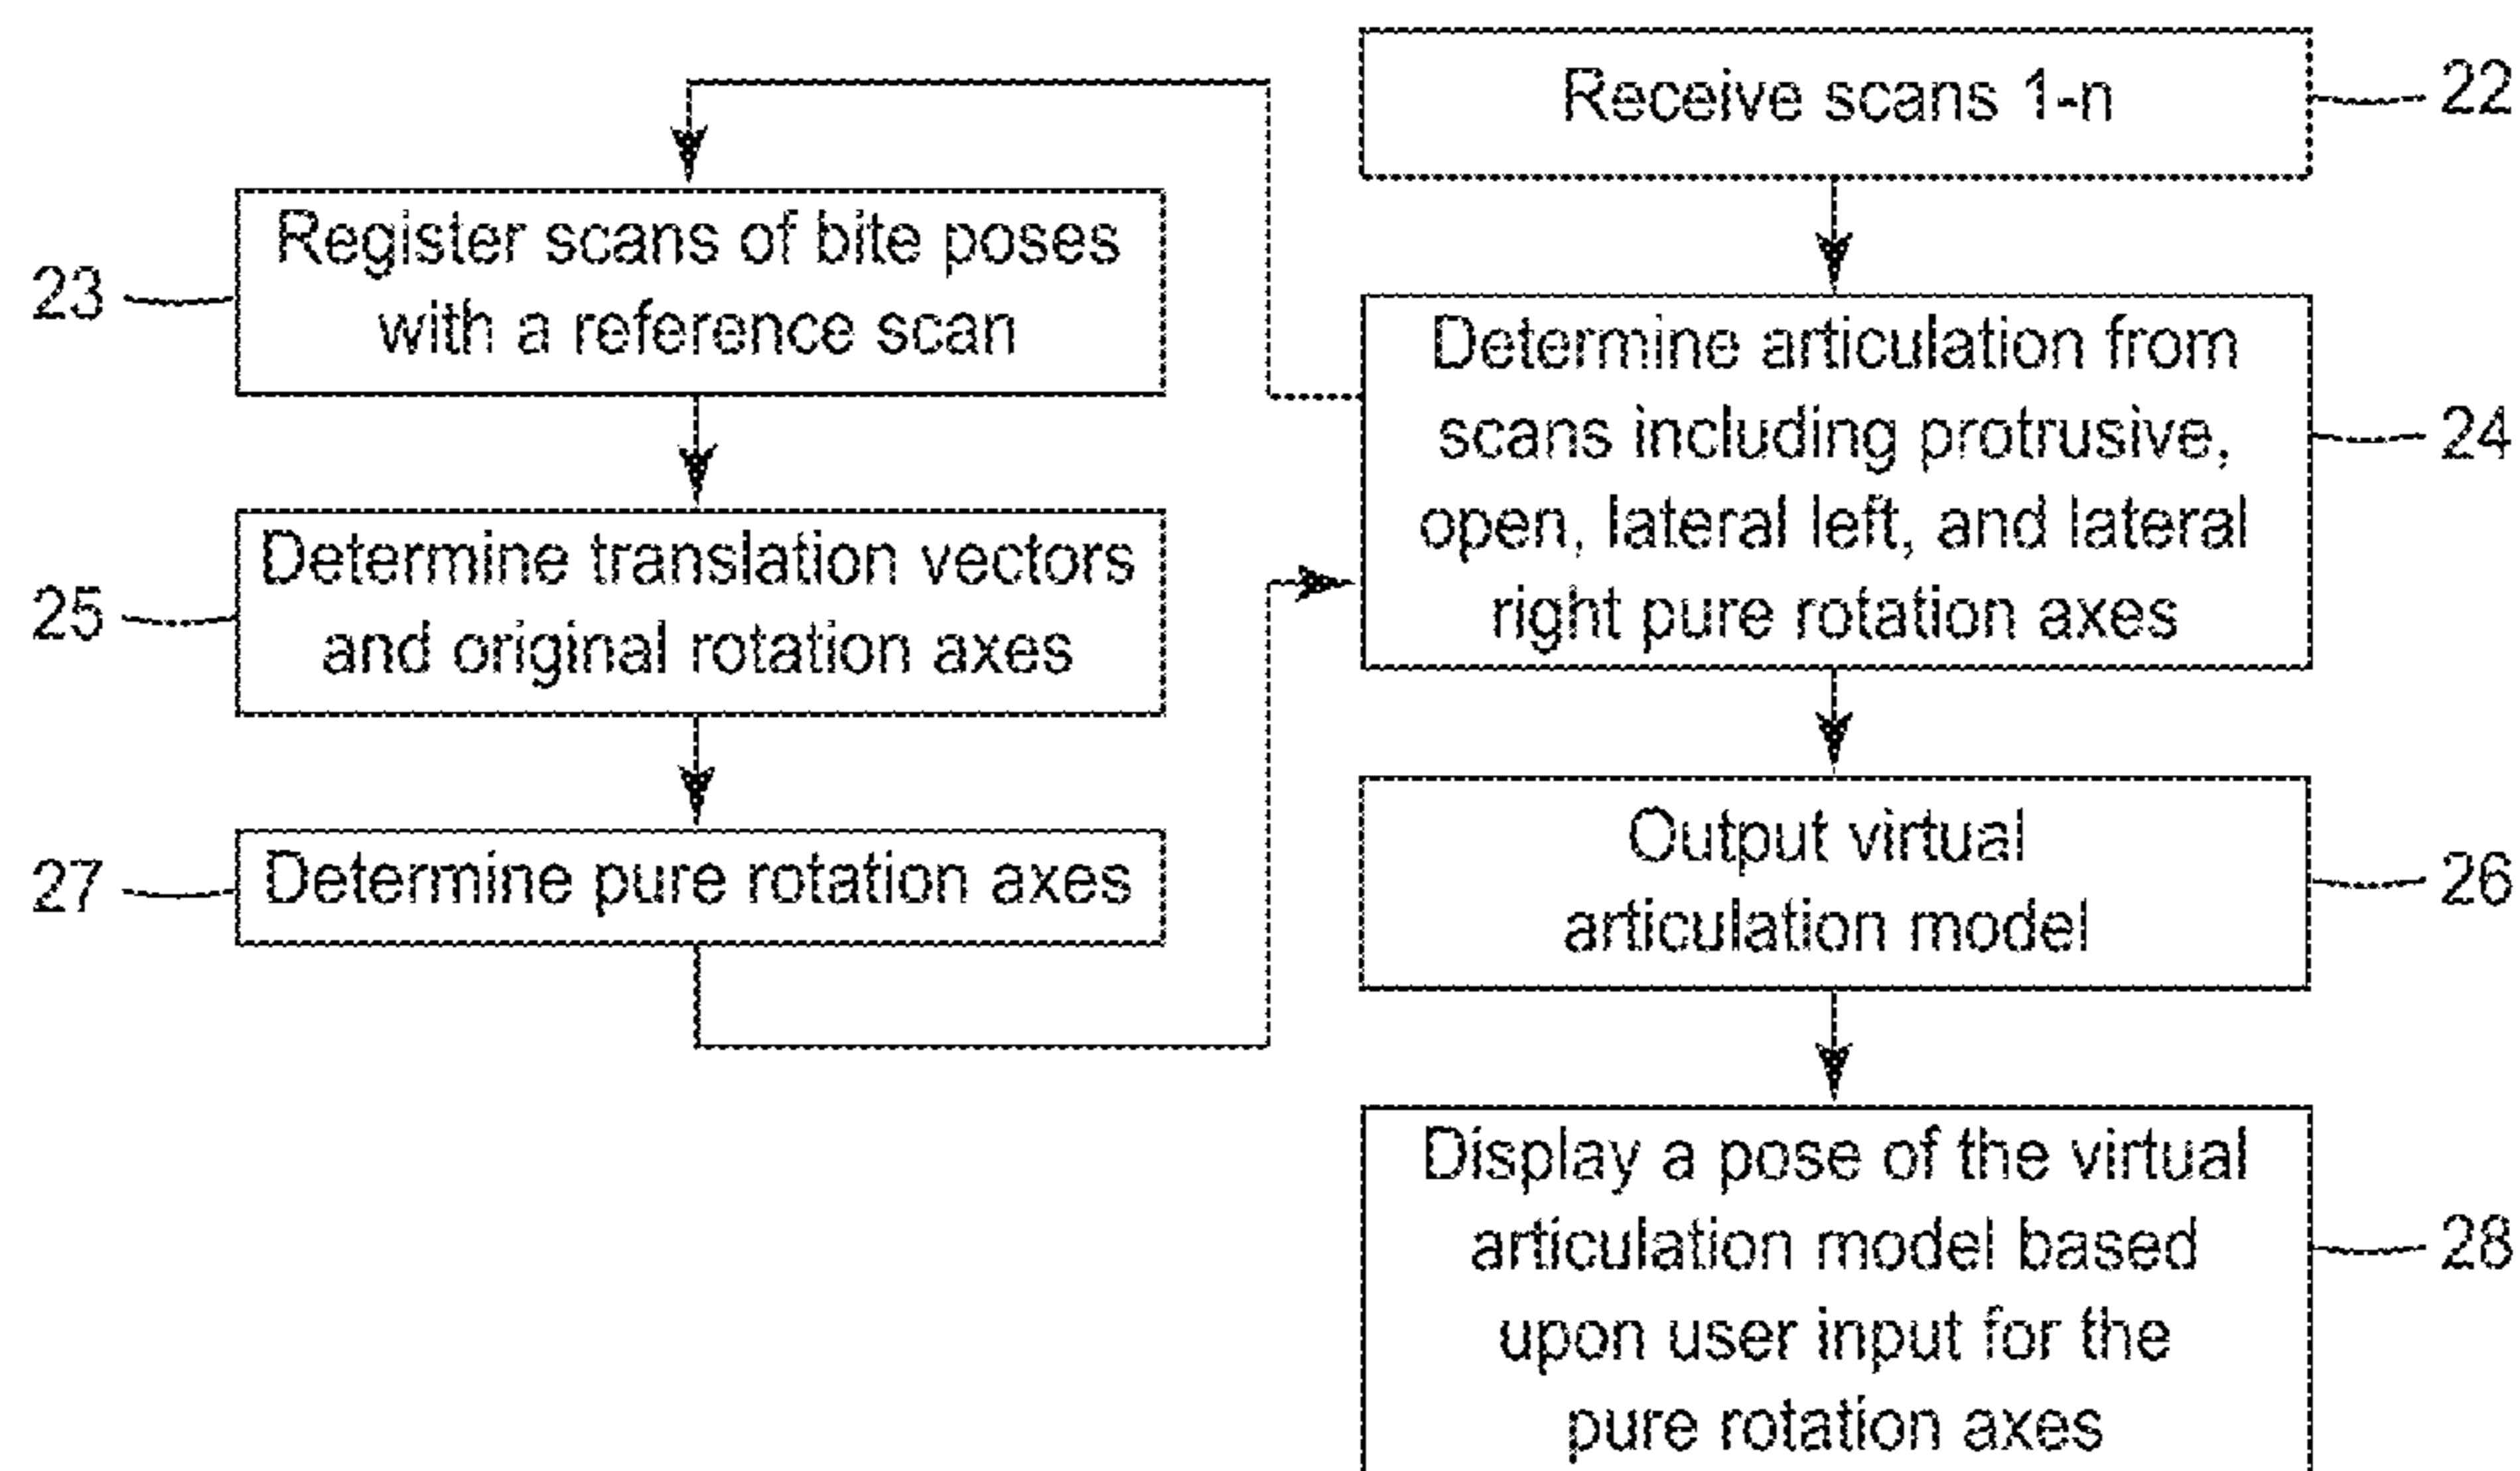 Receive scans 1-n
22
Determine articulation from
scans including protrusive,
open, lateral left, and lateral
right pure rotation axes
24
Register scans of bite poses
with a reference scan
23
Determine translation vectors
and original rotation axes
25
Determine pure rotation axes
27
Output virtual
articulation model
26
Display a pose of the virtual
articulation model based
upon user input for the
pure rotation axes
28